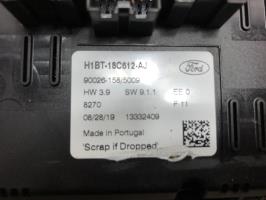 H1BT-18C612-AJ
Ford
90026-158/5009
HW 3.9 SW 9.1.1 EE 0
8270 F 11
08/28/19 13332409
Made in Portugal
'Scrap if Dropped'